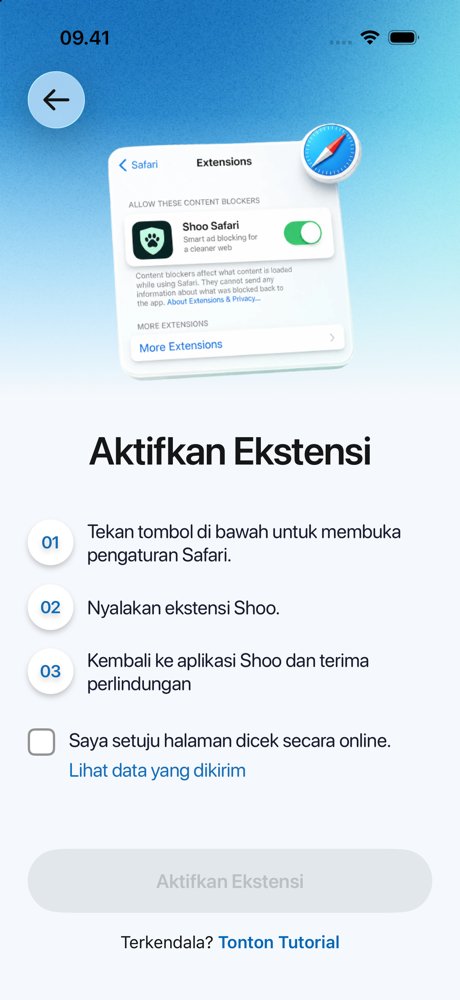 09.41
Safari
Extensions
ALLOW THESE CONTENT BLOCKERS
Shoo Safari
Smart ad blocking for
a cleaner web
Content blockers affect what content is loaded
while using Safari. They cannot send any
information about what was blocked back to
the app. About Extensions & Privacy...
MORE EXTENSIONS
More Extensions
Aktifkan Ekstensi
01
Tekan tombol di bawah untuk membuka
pengaturan Safari.
02
Nyalakan ekstensi Shoo.
03
Kembali ke aplikasi Shoo dan terima
perlindungan
Saya setuju halaman dicek secara online.
Lihat data yang dikirim
Aktifkan Ekstensi
Terkendala? Tonton Tutorial